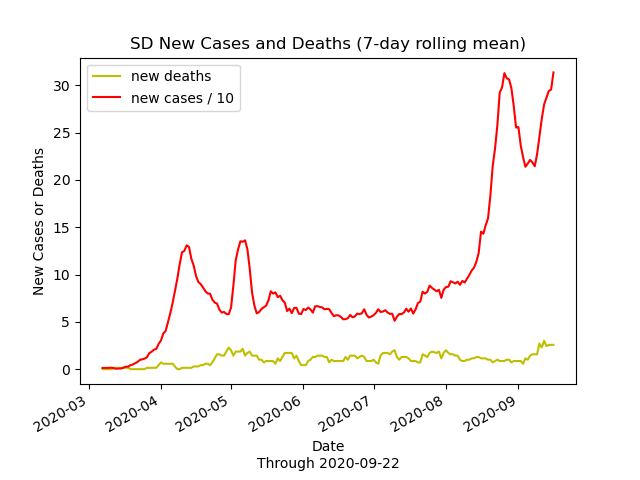 SD New Cases and Deaths (7-day rolling mean)
new deaths
new cases / 10
New Cases or Deaths
30
25
20
15
10
5
0
2020-03
2020-04
2020-05
2020-06
2020-07
2020-08
2020-09
Date
Through 2020-09-22